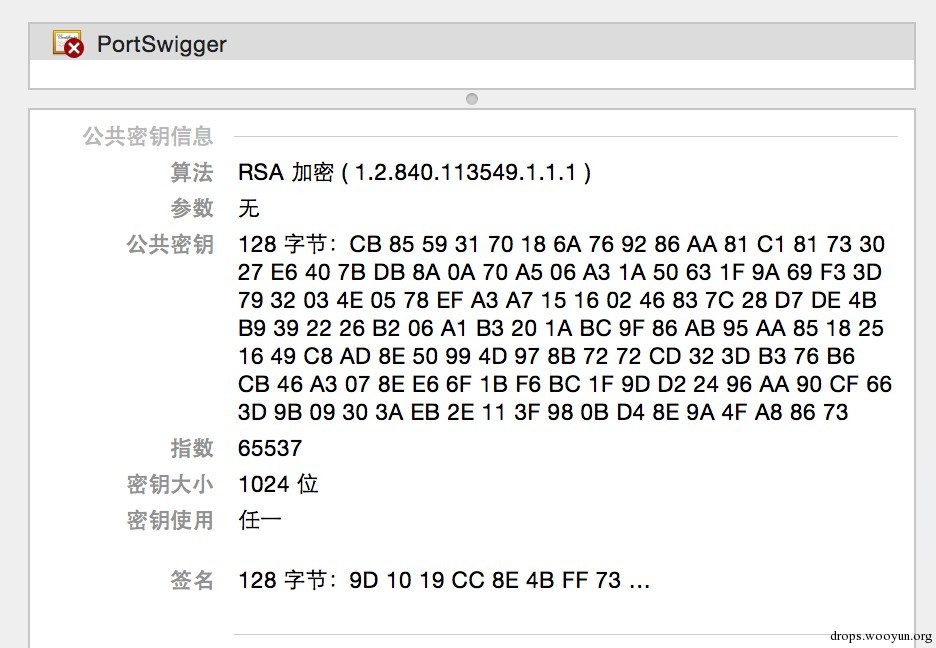 PortSwigger
公共密钥信息
算法 RSA 加密 ( 1.2.840.113549.1.1.1 )
参数 无
公共密钥 128 字节：CB 85 59 31 70 18 6A 76 92 86 AA 81 C1 81 73 30
27 E6 40 7B DB 8A 0A 70 A5 06 A3 1A 50 63 1F 9A 69 F3 3D
79 32 03 4E 05 78 EF A3 A7 15 16 02 46 83 7C 28 D7 DE 4B
B9 39 22 26 B2 06 A1 B3 20 1A BC 9F 86 AB 95 AA 85 18 25
16 49 C8 AD 8E 50 99 4D 97 8B 72 72 CD 32 3D B3 76 B6
CB 46 A3 07 8E E6 6F 1B F6 BC 1F 9D D2 24 96 AA 90 CF 66
3D 9B 09 30 3A EB 2E 11 3F 98 0B D4 8E 9A 4F A8 86 73
指数 65537
密钥大小 1024 位
密钥使用 任一
签名 128 字节：9D 10 19 CC 8E 4B FF 73 ...
drops.wooyun.org